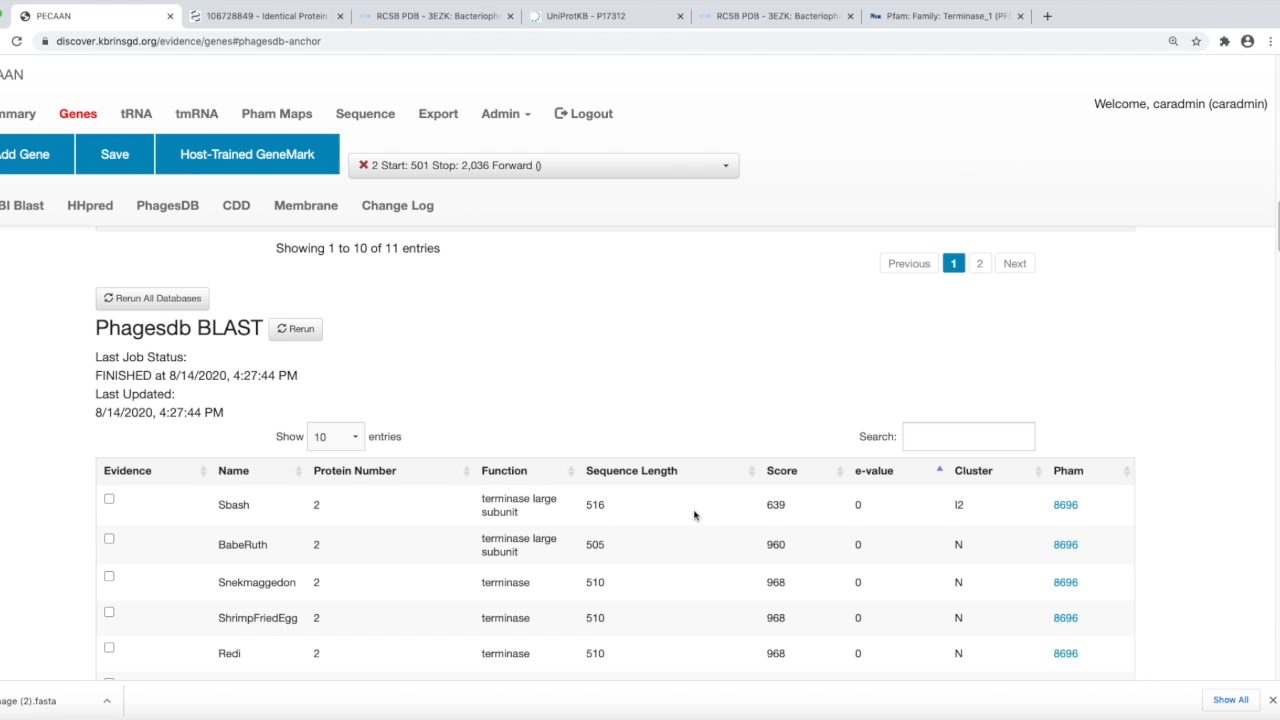 PECAAN
106728849 - Identical Protein
RCSB PDB - 3EZK: Bacterioph
UniProtKB - P17312
RCSB PDB - 3EZK: Bacterioph
Pfam: Family: Terminase_1 (PF
discover.kbrinsgd.org/evidence/genes#phagesdb-anchor
AAN
Welcome, caradmin (caradmin)
mmary Genes tRNA tmRNA Pham Maps Sequence Export Admin Logout
dd Gene Save Host-Trained GeneMark 2 Start: 501 Stop: 2,036 Forward ()
BI Blast HHpred PhagesDB CDD Membrane Change Log
Showing 1 to 10 of 11 entries
Previous 1 2 Next
Rerun All Databases
Phagesdb BLAST Rerun
Last Job Status:
FINISHED at 8/14/2020, 4:27:44 PM
Last Updated:
8/14/2020, 4:27:44 PM
Show 10 entries Search:
Evidence Name Protein Number Function Sequence Length Score e-value Cluster Pham
Sbash 2 terminase large subunit 516 639 0 I2 8696
BabeRuth 2 terminase large subunit 505 960 0 N 8696
Snekmaggedon 2 terminase 510 968 0 N 8696
ShrimpFriedEgg 2 terminase 510 968 0 N 8696
Redi 2 terminase 510 968 0 N 8696
age (2).fasta
Show All